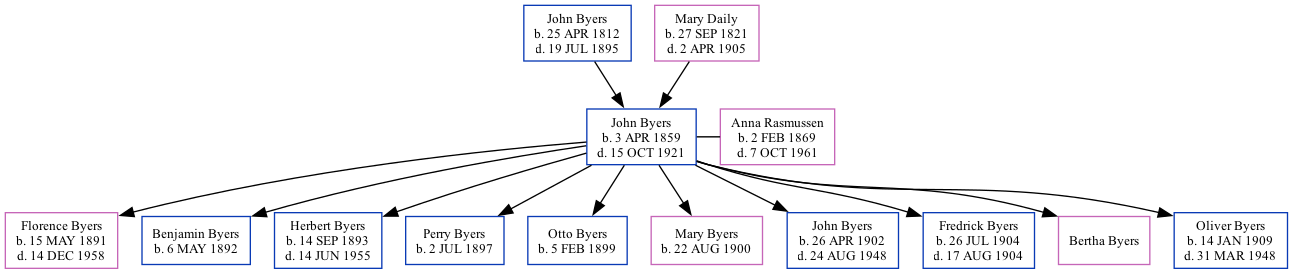 John Byers
b. 25 APR 1812
d. 19 JUL 1895
Mary Daily
b. 27 SEP 1821
d. 2 APR 1905
John Byers
b. 3 APR 1859
d. 15 OCT 1921
Anna Rasmussen
b. 2 FEB 1869
d. 7 OCT 1961
Florence Byers
b. 15 MAY 1891
d. 14 DEC 1958
Benjamin Byers
b. 6 MAY 1892
Herbert Byers
b. 14 SEP 1893
d. 14 JUN 1955
Perry Byers
b. 2 JUL 1897
Otto Byers
b. 5 FEB 1899
Mary Byers
b. 22 AUG 1900
John Byers
b. 26 APR 1902
d. 24 AUG 1948
Fredrick Byers
b. 26 JUL 1904
d. 17 AUG 1904
Bertha Byers
Oliver Byers
b. 14 JAN 1909
d. 31 MAR 1948